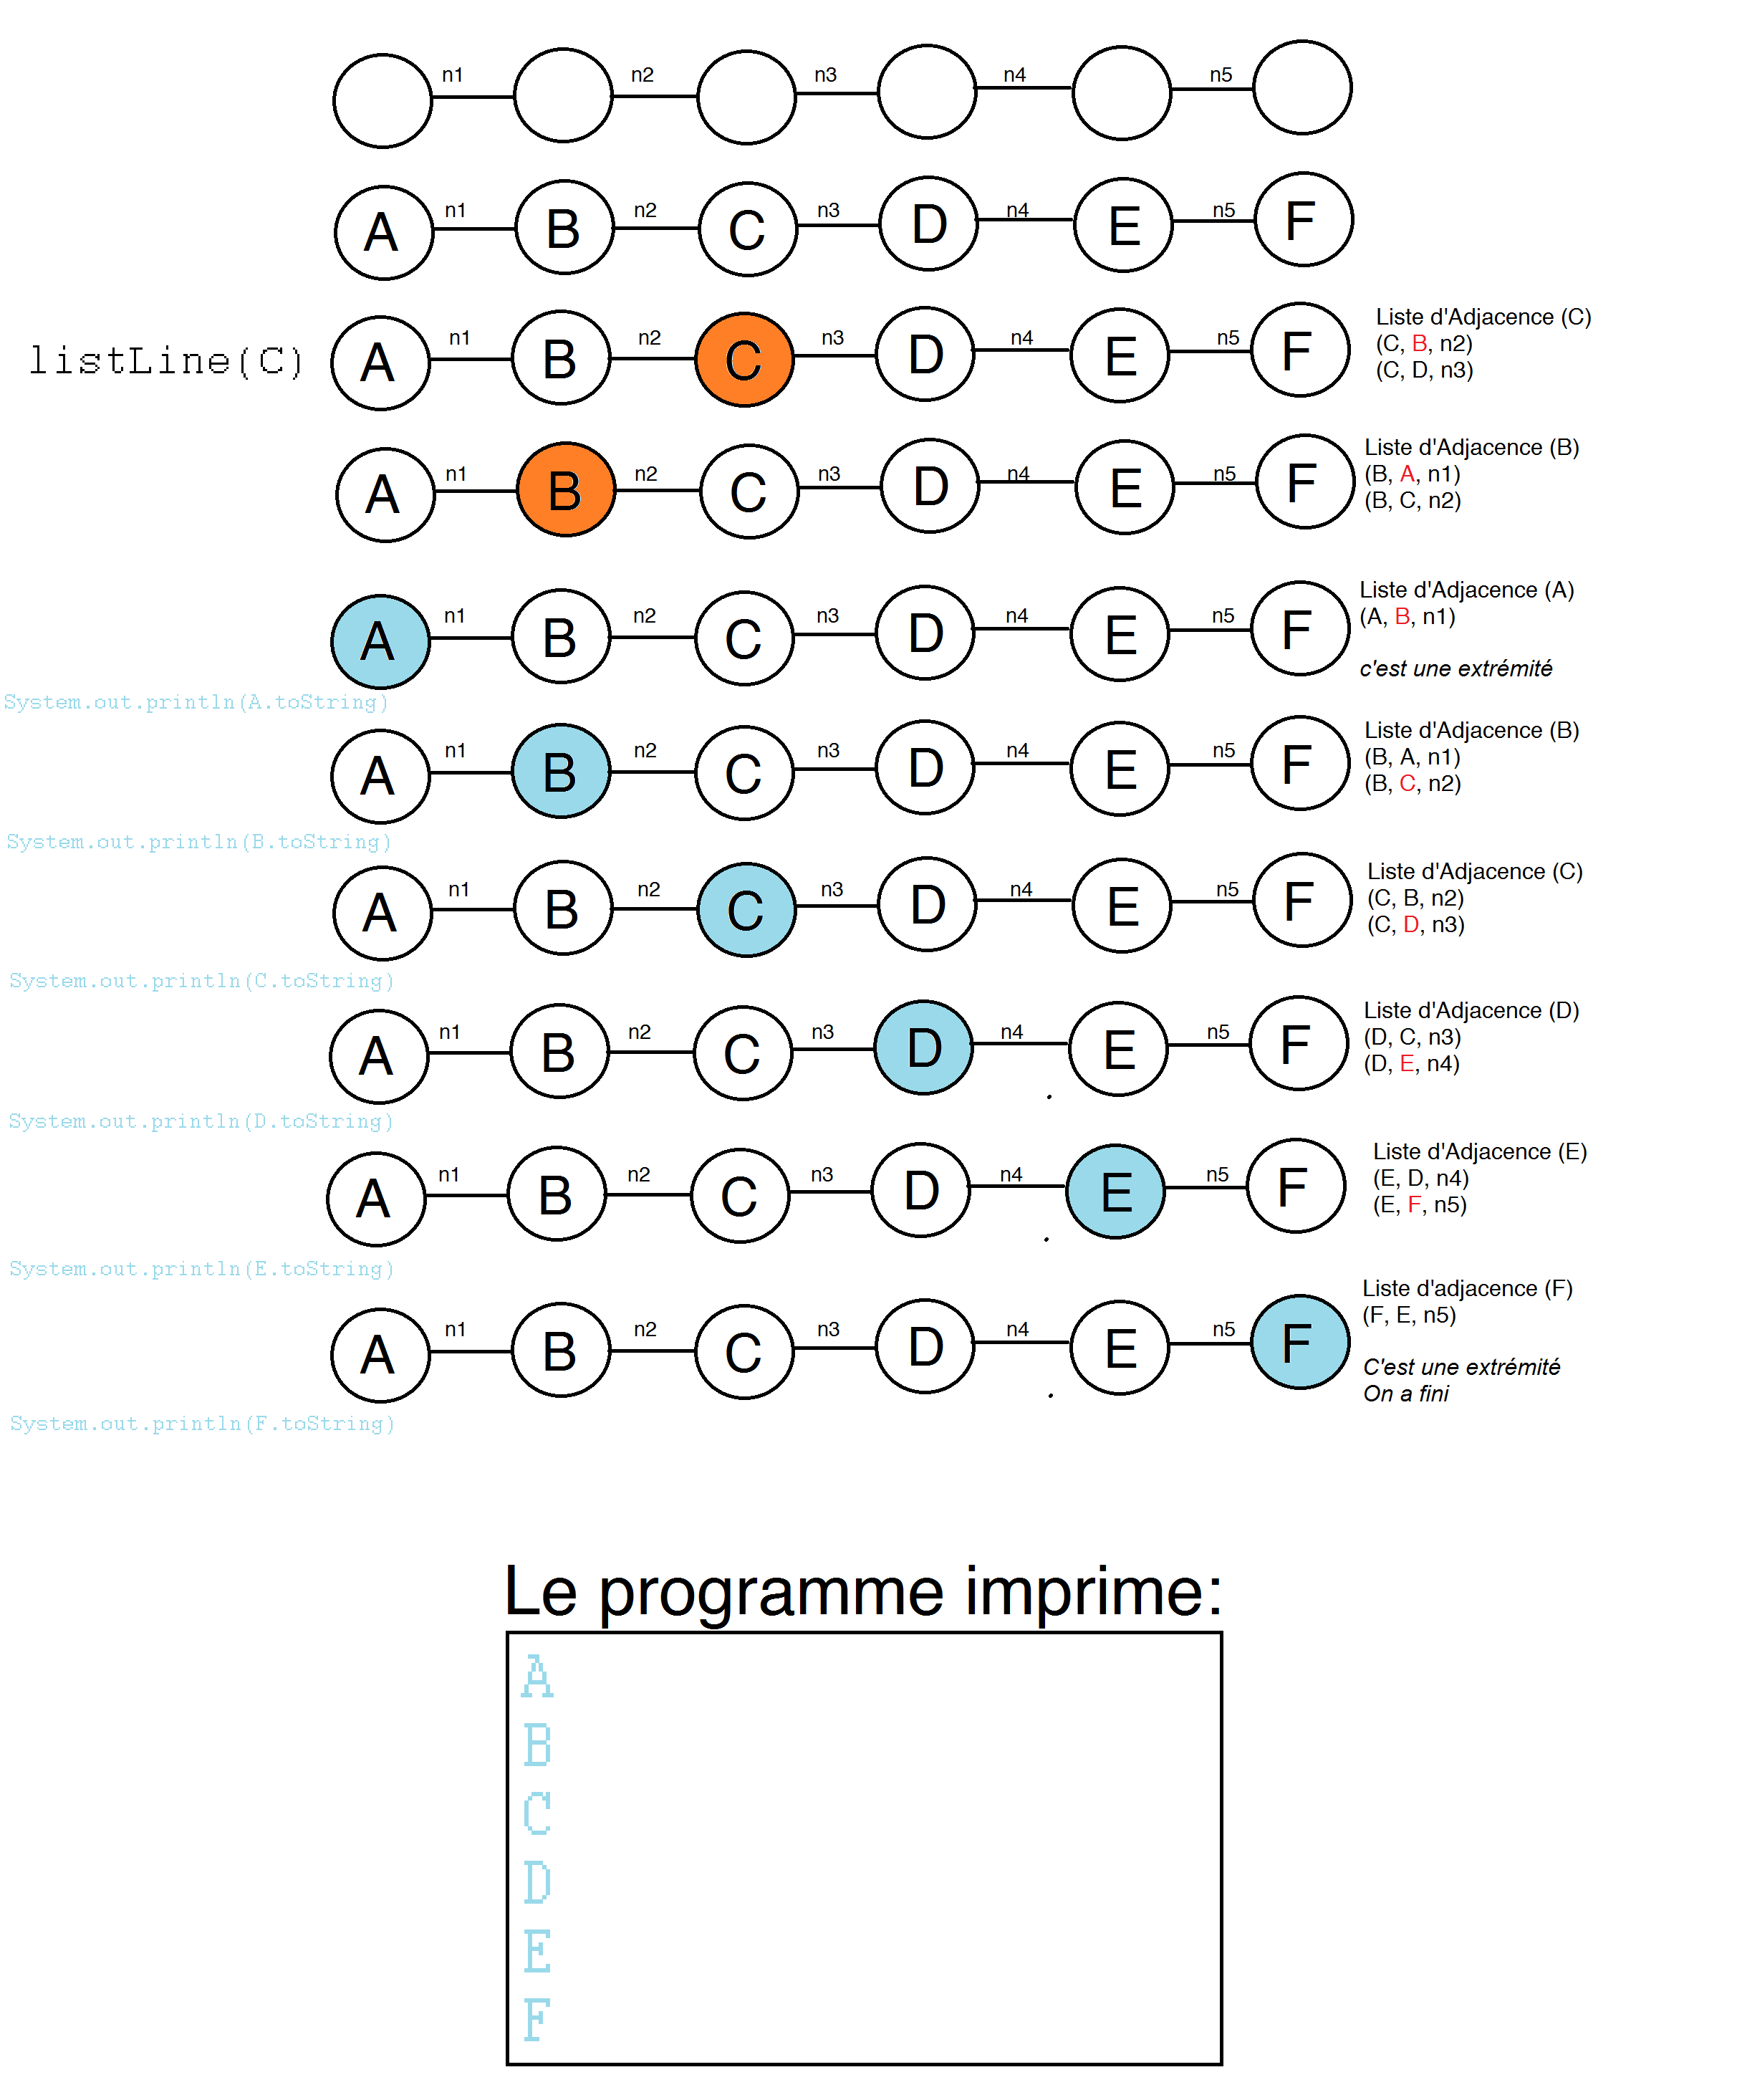 n1 n2 n3 n4 n5
n1 n2 n3 n4 n5
A B C D E F
Liste d'Adjacence (C)
n1 n2 n3 n4 n5
listLine(C) A B C D E F
(C, B, n2)
(C, D, n3)
Liste d'Adjacence (B)
n1 n2 n3 n4 n5
(B, A, n1)
A B C D E F
(B, C, n2)
Liste d'Adjacence (A)
n1 n2 n3 n4 n5
(A, B, n1)
A B C D E F
c'est une extrémité
System.out.println(A.toString)
Liste d'Adjacence (B)
n1 n2 n3 n4 n5
(B, A, n1)
A B C D E F
(B, C, n2)
System.out.println(B.toString)
Liste d'Adjacence (C)
n1 n2 n3 n4 n5
(C, B, n2)
A B C D E F
(C, D, n3)
System.out.println(C.toString)
Liste d'Adjacence (D)
n1 n2 n3 n4 n5
(D, C, n3)
A B C D E F
(D, E, n4)
System.out.println(D.toString)
Liste d'Adjacence (E)
n1 n2 n3 n4 n5
(E, D, n4)
A B C D E F
(E, F, n5)
System.out.println(E.toString)
Liste d'adjacence (F)
(F, E, n5)
n1 n2 n3 n4 n5
A B C D E F
C'est une extrémité
On a fini
System.out.println(F.toString)
Le programme imprime:
A
B
C
D
E
F